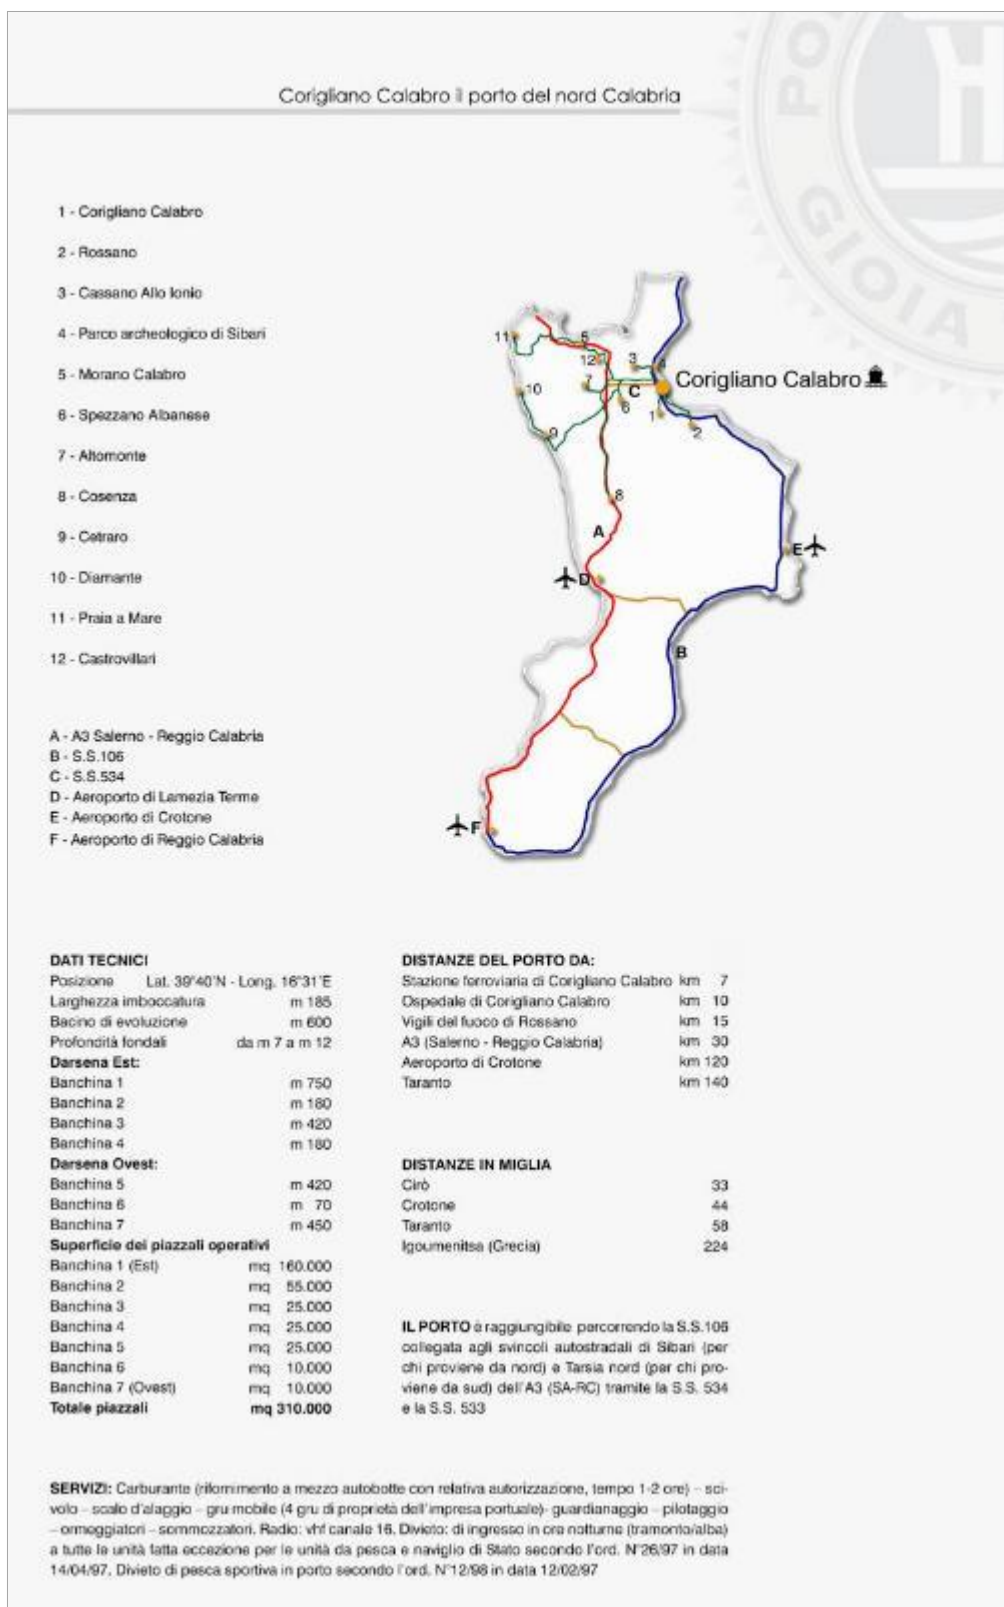 PO
GIOIA
Corigliano Calabro il porto del nord Calabria
1 - Corigliano Calabro
2 - Rossano
3 - Cassano Allo Ionio
4 - Parco archeologico di Sibari
5 - Morano Calabro
6 - Spezzano Albanese
7 - Altomonte
8 - Cosenza
9 - Cetraro
10 - Diamante
11 - Praia a Mare
12 - Castrovillari
A - A3 Salerno - Reggio Calabria
B - S.S.106
C - S.S.534
D - Aeroporto di Lamezia Terme
E - Aeroporto di Crotone
F - Aeroporto di Reggio Calabria
11
5
12
3
4
Corigliano Calabro
7
C
10
6
1
2
9
8
A
E
D
B
F
DATI TECNICI
Posizione Lat. 39°40'N - Long. 16°31'E
Larghezza imboccatura m 185
Bacino di evoluzione m 600
Profondità fondali da m 7 a m 12
Darsena Est:
Banchina 1 m 750
Banchina 2 m 180
Banchina 3 m 420
Banchina 4 m 180
Darsena Ovest:
Banchina 5 m 420
Banchina 6 m 70
Banchina 7 m 450
Superficie dei piazzali operativi
Banchina 1 (Est) mq 160.000
Banchina 2 mq 55.000
Banchina 3 mq 25.000
Banchina 4 mq 25.000
Banchina 5 mq 25.000
Banchina 6 mq 10.000
Banchina 7 (Ovest) mq 10.000
Totale piazzali mq 310.000
DISTANZE DEL PORTO DA:
Stazione ferroviaria di Corigliano Calabro km 7
Ospedale di Corigliano Calabro km 10
Vigili del fuoco di Rossano km 15
A3 (Salerno - Reggio Calabria) km 30
Aeroporto di Crotone km 120
Taranto km 140
DISTANZE IN MIGLIA
Cirò 33
Crotone 44
Taranto 58
Igoumenitsa (Grecia) 224
IL PORTO è raggiungibile percorrendo la S.S.106
collegata agli svincoli autostradali di Sibari (per
chi proviene da nord) e Tarsia nord (per chi pro-
viene da sud) dell'A3 (SA-RC) tramite la S.S. 534
e la S.S. 533
SERVIZI: Carburante (rifornimento a mezzo autobotte con relativa autorizzazione, tempo 1-2 ore) – sci-
volo – scalo d'alaggio – gru mobile (4 gru di proprietà dell'impresa portuale)- guardianaggio – pilotaggio
– ormeggiatori – sommozzatori. Radio: vhf canale 16. Divieto: di ingresso in ore notturne (tramonto/alba)
a tutte le unità fatta eccezione per le unità da pesca e naviglio di Stato secondo l'ord. N°26/97 in data
14/04/97. Divieto di pesca sportiva in porto secondo l'ord. N°12/98 in data 12/02/97